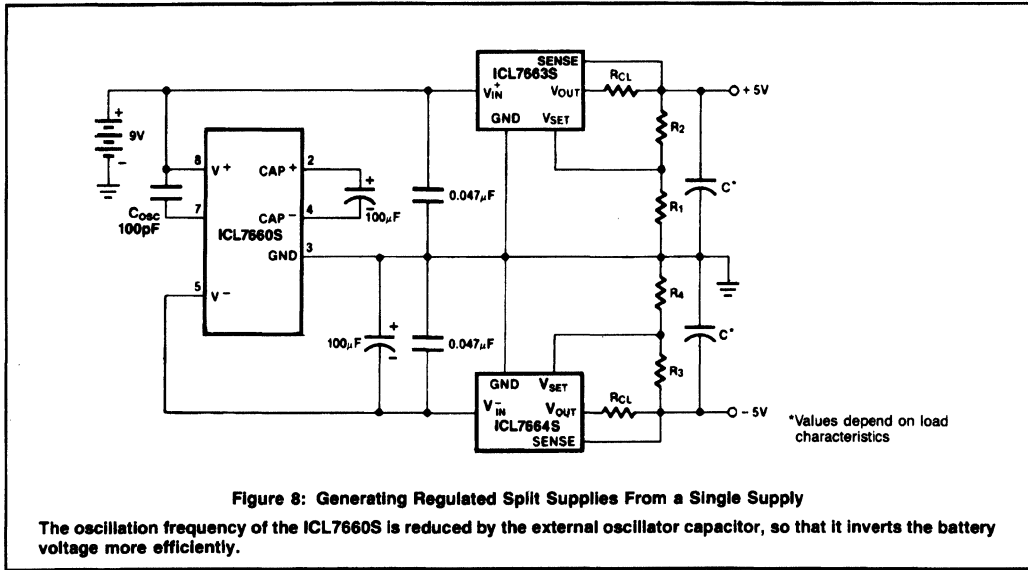 SENSE
ICL7663S
V+IN
VOUT
RCL
+ 5V
GND
VSET
R2
+
9V
−
8
V+
CAP+
2
+
100µF
−
0.047µF
C*
COSC
100pF
7
CAP−
4
R1
ICL7660S
GND
3
5
V−
R4
100µF
+
−
0.047µF
C*
R3
GND
VSET
V−IN
VOUT
RCL
− 5V
ICL7664S
SENSE
*Values depend on load
characteristics
Figure 8: Generating Regulated Split Supplies From a Single Supply
The oscillation frequency of the ICL7660S is reduced by the external oscillator capacitor, so that it inverts the battery
voltage more efficiently.